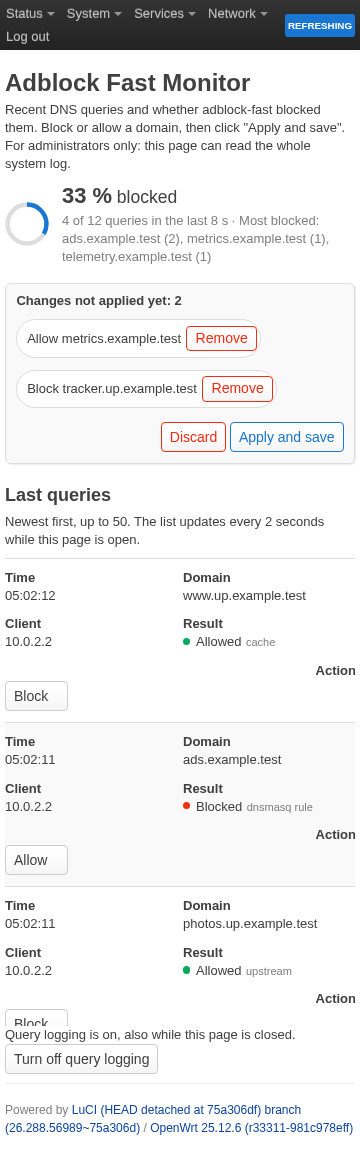 Status System Services Network REFRESHING
Log out
Adblock Fast Monitor
Recent DNS queries and whether adblock-fast blocked
them. Block or allow a domain, then click "Apply and save".
For administrators only: this page can read the whole
system log.
33 % blocked
4 of 12 queries in the last 8 s · Most blocked:
ads.example.test (2), metrics.example.test (1),
telemetry.example.test (1)
Changes not applied yet: 2
Allow metrics.example.test Remove
Block tracker.up.example.test Remove
Discard Apply and save
Last queries
Newest first, up to 50. The list updates every 2 seconds
while this page is open.
Time Domain
05:02:12 www.up.example.test
Client Result
10.0.2.2 Allowed cache
Action
Block
Time Domain
05:02:11 ads.example.test
Client Result
10.0.2.2 Blocked dnsmasq rule
Action
Allow
Time Domain
05:02:11 photos.up.example.test
Client Result
10.0.2.2 Allowed upstream
Action
Block
Query logging is on, also while this page is closed.
Turn off query logging
Powered by LuCI (HEAD detached at 75a306df) branch
(26.288.56989~75a306d) / OpenWrt 25.12.6 (r33311-981c978eff)